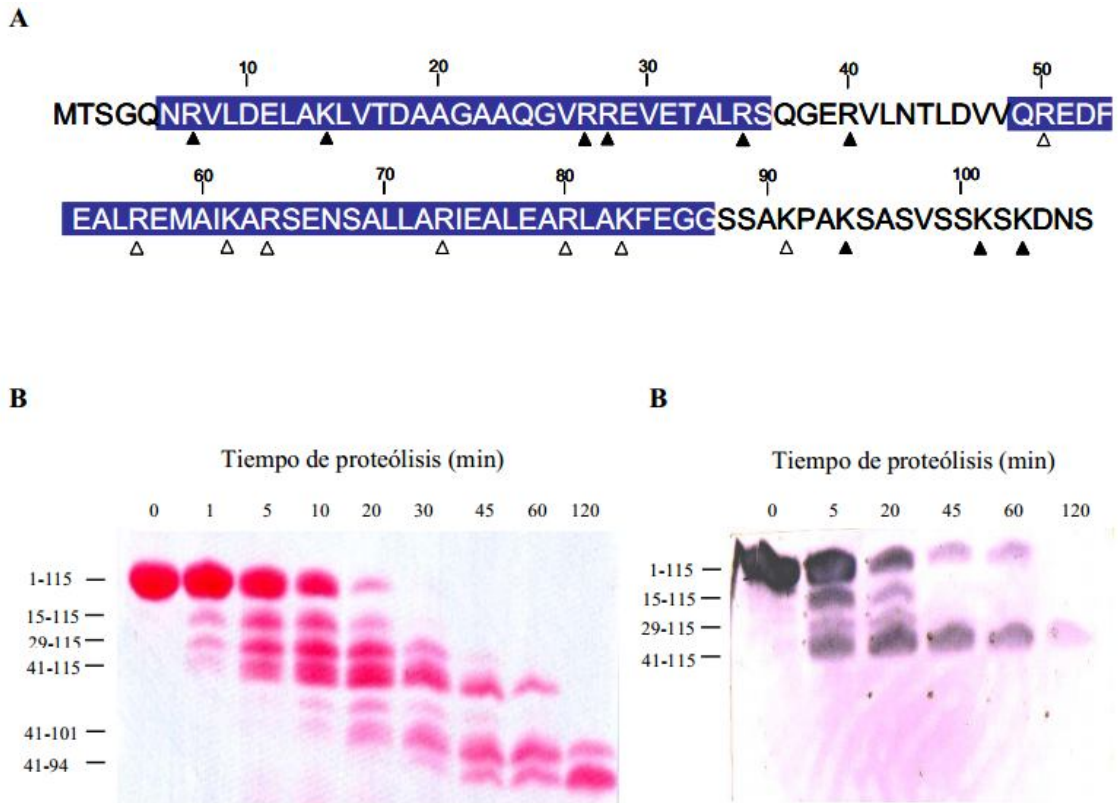 A
10 20 30 40 50
MTSGQNRVLDELAKLVTDAAGAAQGVRREVETALRSQGERVLNTLDVVQREDF
60 70 80 90 100
EALREMAIKARSENSALLARIEALEARLAKFEGGSSAKPAKSASVSSKSKDNS
B
Tiempo de proteólisis (min)
0 1 5 10 20 30 45 60 120
1-115
15-115
29-115
41-115
41-101
41-94
B
Tiempo de proteólisis (min)
0 5 20 45 60 120
1-115
15-115
29-115
41-115